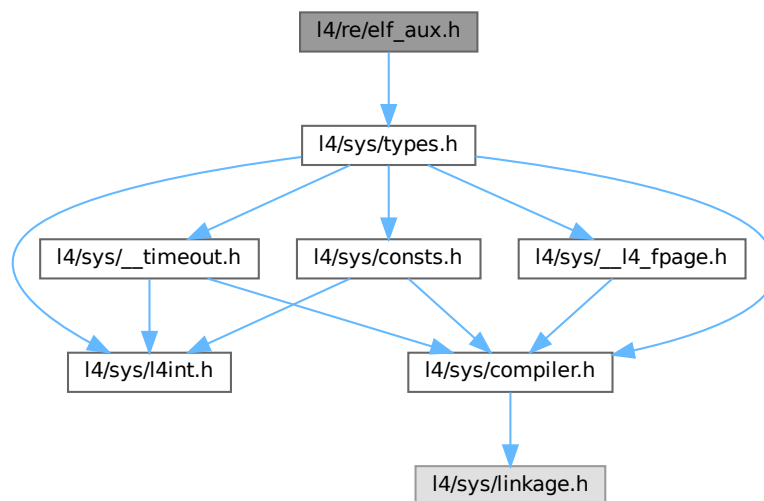 l4/re/elf_aux.h
l4/sys/types.h
l4/sys/__timeout.h
l4/sys/consts.h
l4/sys/__l4_fpage.h
l4/sys/l4int.h
l4/sys/compiler.h
l4/sys/linkage.h